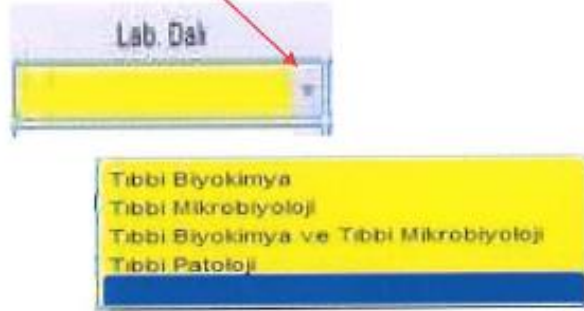 Lab. Dalı
Tıbbi Biyokimya
Tıbbi Mikrobiyoloji
Tıbbi Biyokimya ve Tıbbi Mikrobiyoloji
Tıbbi Patoloji